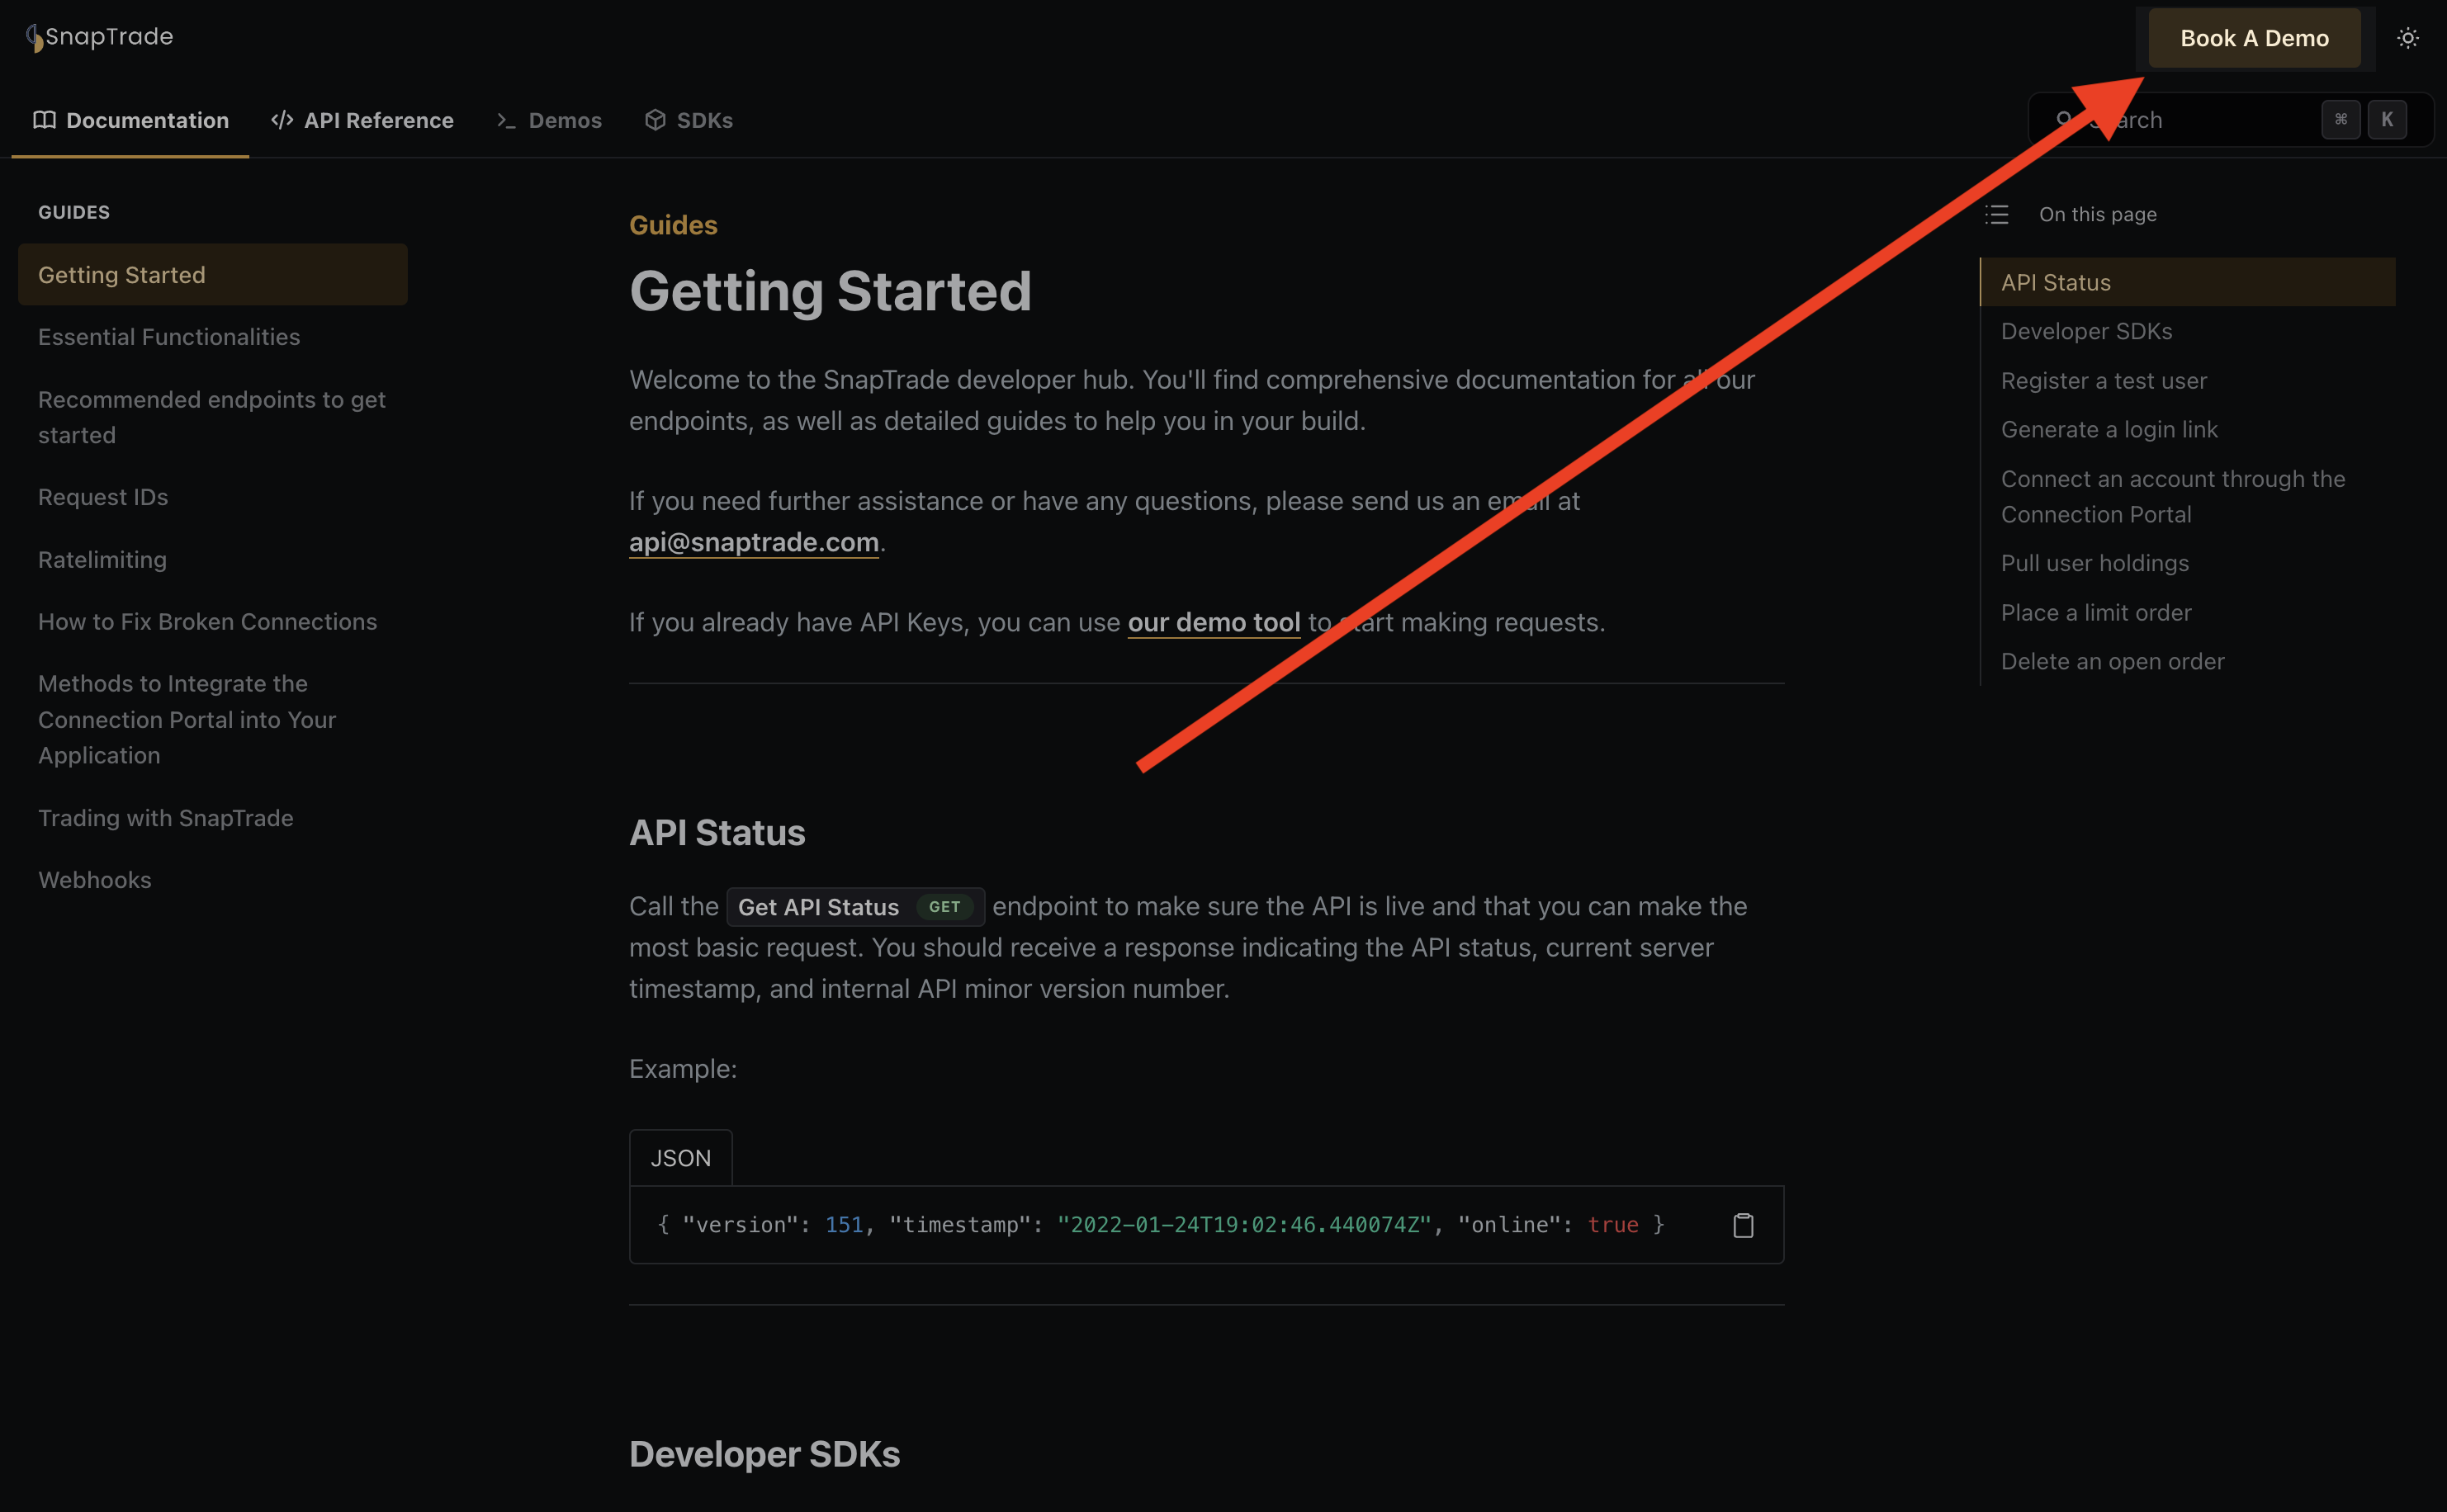 SnapTrade
Book A Demo
Documentation
API Reference
Demos
SDKs
Search
⌘ K
GUIDES
Getting Started
Essential Functionalities
Recommended endpoints to get
started
Request IDs
Ratelimiting
How to Fix Broken Connections
Methods to Integrate the
Connection Portal into Your
Application
Trading with SnapTrade
Webhooks
Guides
Getting Started
Welcome to the SnapTrade developer hub. You'll find comprehensive documentation for all our
endpoints, as well as detailed guides to help you in your build.
If you need further assistance or have any questions, please send us an email at
api@snaptrade.com.
If you already have API Keys, you can use our demo tool to start making requests.
API Status
Call the Get API Status GET endpoint to make sure the API is live and that you can make the
most basic request. You should receive a response indicating the API status, current server
timestamp, and internal API minor version number.
Example:
JSON
{ "version": 151, "timestamp": "2022-01-24T19:02:46.440074Z", "online": true }
Developer SDKs
On this page
API Status
Developer SDKs
Register a test user
Generate a login link
Connect an account through the
Connection Portal
Pull user holdings
Place a limit order
Delete an open order